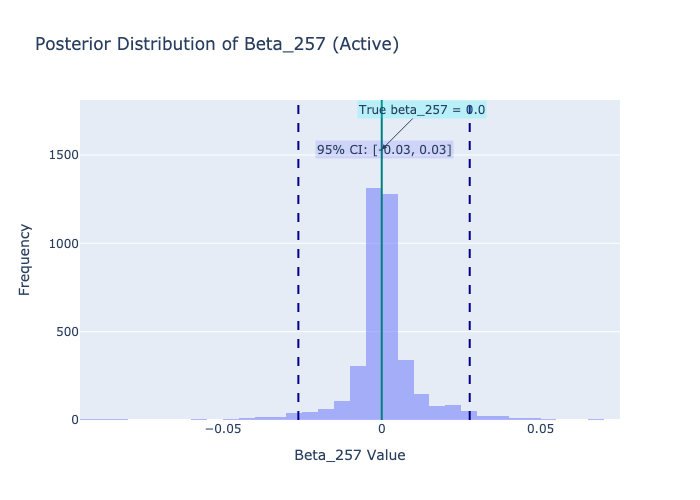 Posterior Distribution of Beta_257 (Active)
True beta_257 = 0.0
95% CI: [-0.03, 0.03]
1500
1000
500
0
−0.05
0
0.05
Frequency
Beta_257 Value